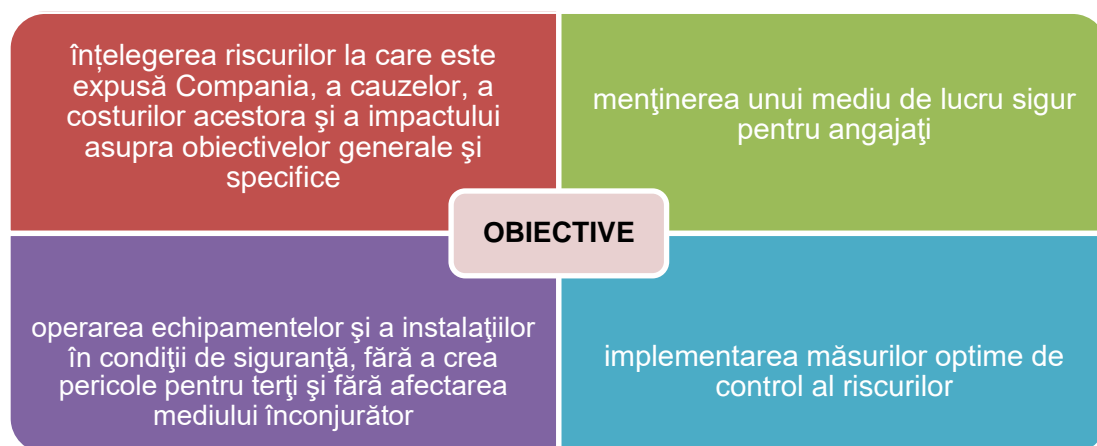 înțelegerea riscurilor la care este
expusă Compania, a cauzelor, a
costurilor acestora şi a impactului
asupra obiectivelor generale şi
specifice
menţinerea unui mediu de lucru sigur
pentru angajaţi
OBIECTIVE
operarea echipamentelor şi a instalaţiilor
în condiţii de siguranţă, fără a crea
pericole pentru terţi şi fără afectarea
mediului înconjurător
implementarea măsurilor optime de
control al riscurilor